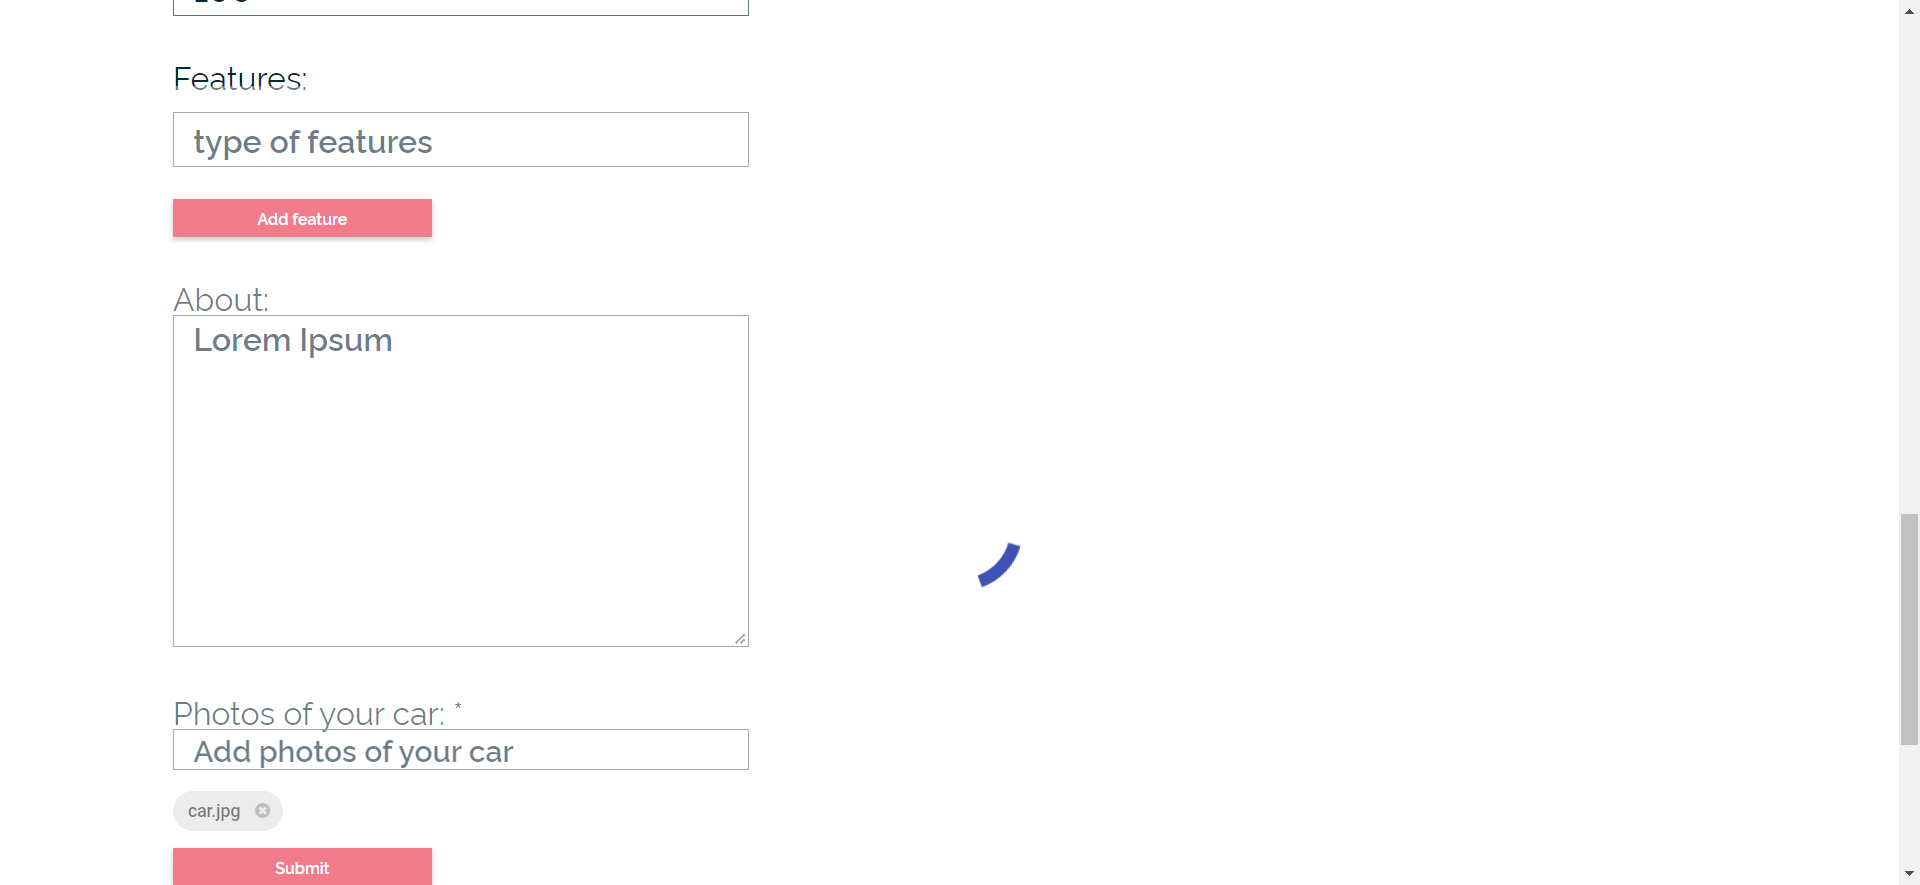 Features:
type of features
Add feature
About:
Lorem Ipsum
Photos of your car: *
Add photos of your car
car.jpg
Submit